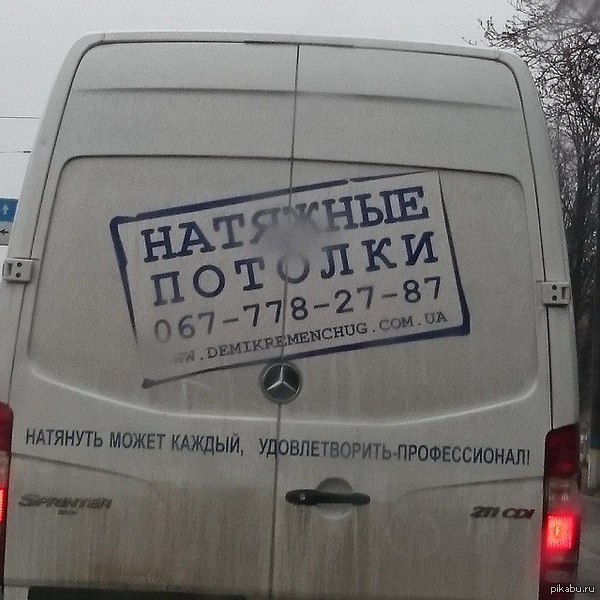 НАТЯЖНЫЕ
ПОТОЛКИ
067-778-27-87
WW.DEMIKREMENCHUG.COM.UA
НАТЯНУТЬ МОЖЕТ КАЖДЫЙ, УДОВЛЕТВОРИТЬ-ПРОФЕССИОНАЛ!
SPRINTER
211 CDI
pikabu.ru